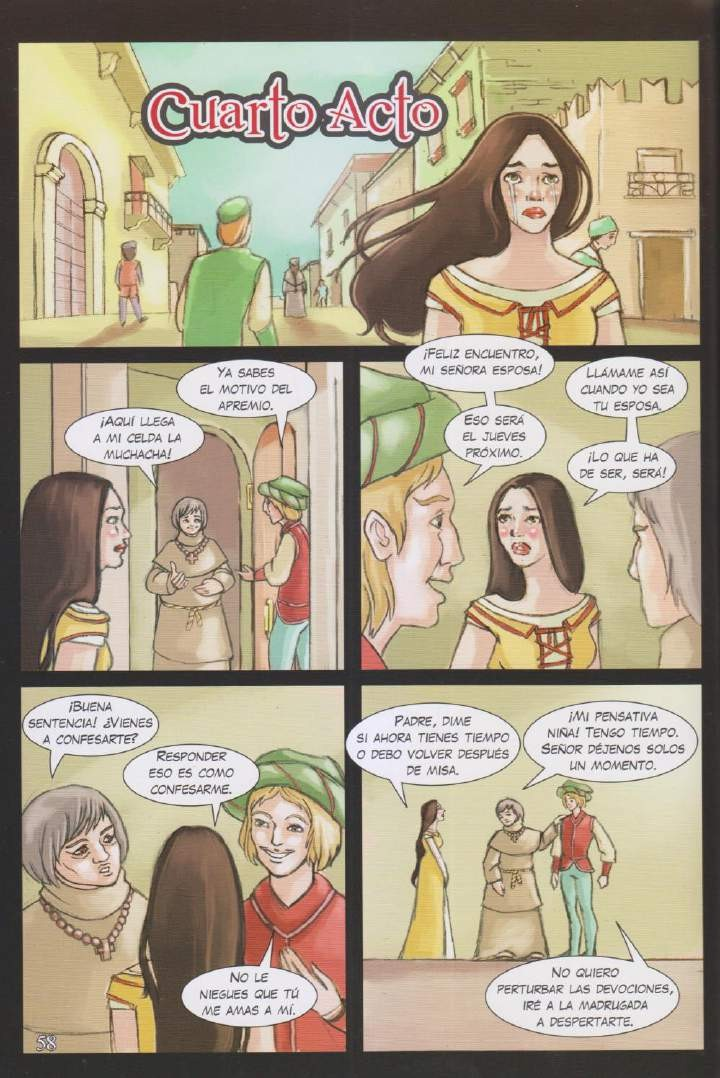 Cuarto Acto
YA SABES
EL MOTIVO DEL
APREMIO.
¡AQUÍ LLEGA
A MI CELDA LA
MUCHACHA!
¡FELIZ ENCUENTRO,
MI SEÑORA ESPOSA!
LLÁMAME ASÍ
CUANDO YO SEA
TU ESPOSA.
ESO SERÁ
EL JUEVES
PRÓXIMO.
¡LO QUE HA
DE SER, SERÁ!
¡BUENA
SENTENCIA! ¿VIENES
A CONFESARTE?
RESPONDER
ESO ES COMO
CONFESARME.
NO LE
NIEGUES QUE TÚ
ME AMAS A MÍ.
PADRE, DIME
SI AHORA TIENES TIEMPO
O DEBO VOLVER DESPUÉS
DE MISA.
¡MI PENSATIVA
NIÑA! TENGO TIEMPO.
SEÑOR DÉJENOS SOLOS
UN MOMENTO.
NO QUIERO
PERTURBAR LAS DEVOCIONES,
IRÉ A LA MADRUGADA
A DESPERTARTE.
58